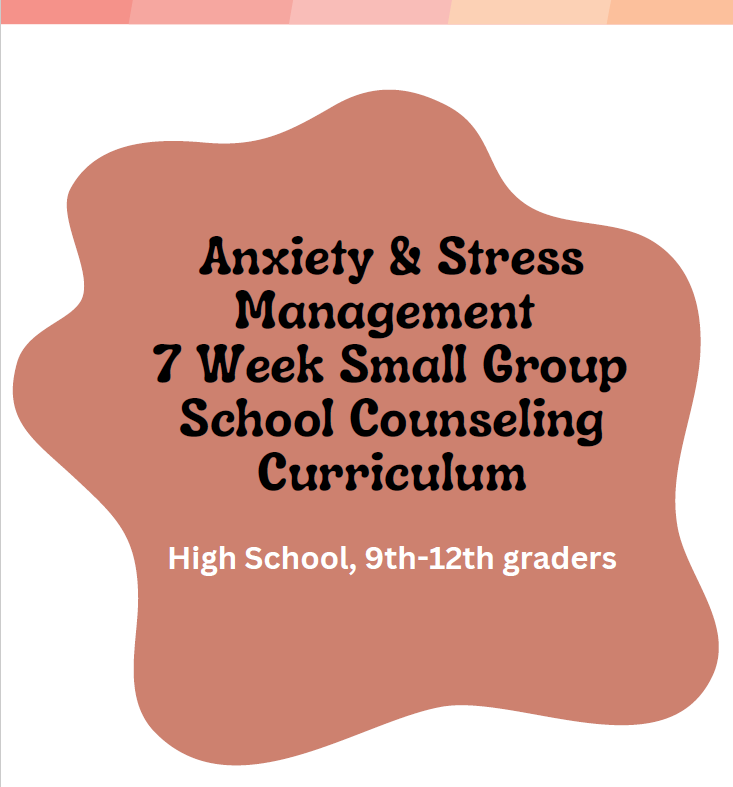 Anxiety & Stress
Management
7 Week Small Group
School Counseling
Curriculum
High School, 9th-12th graders